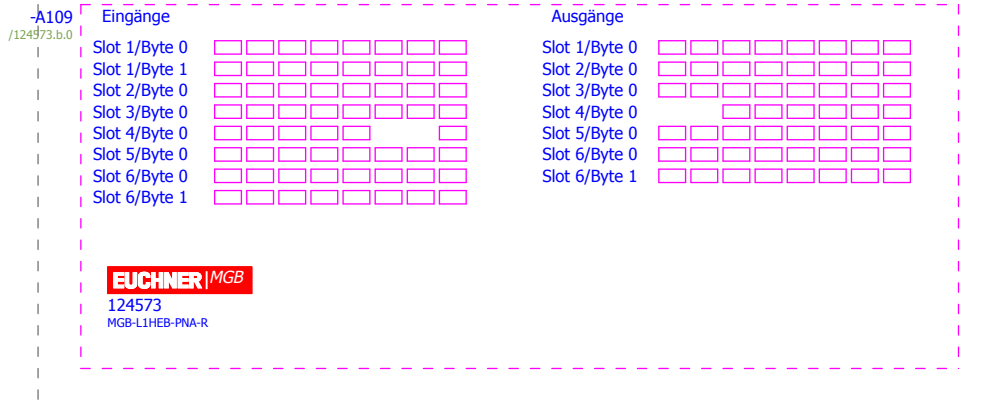 -A109
/124573.b.0
Eingänge
Slot 1/Byte 0
Slot 1/Byte 1
Slot 2/Byte 0
Slot 3/Byte 0
Slot 4/Byte 0
Slot 5/Byte 0
Slot 6/Byte 0
Slot 6/Byte 1
Ausgänge
Slot 1/Byte 0
Slot 2/Byte 0
Slot 3/Byte 0
Slot 4/Byte 0
Slot 5/Byte 0
Slot 6/Byte 0
Slot 6/Byte 1
EUCHNER|MGB
124573
MGB-L1HEB-PNA-R